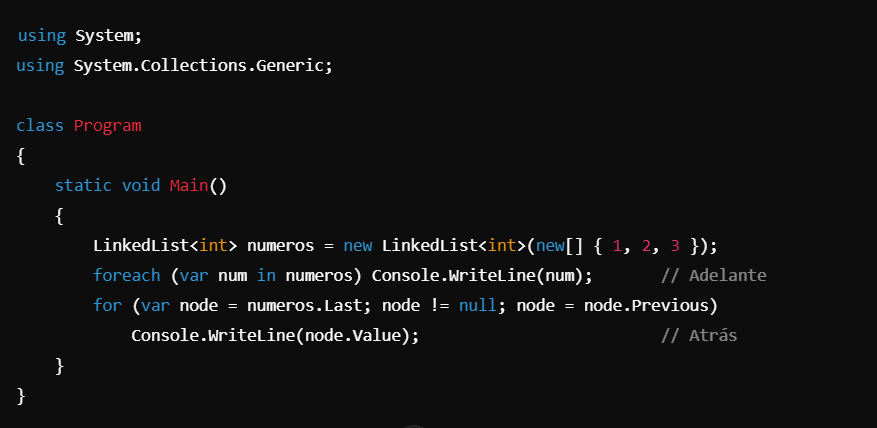 using System;
using System.Collections.Generic;

class Program
{
    static void Main()
    {
        LinkedList<int> numeros = new LinkedList<int>(new[] { 1, 2, 3 });
        foreach (var num in numeros) Console.WriteLine(num);       // Adelante
        for (var node = numeros.Last; node != null; node = node.Previous)
            Console.WriteLine(node.Value);                         // Atrás
    }
}